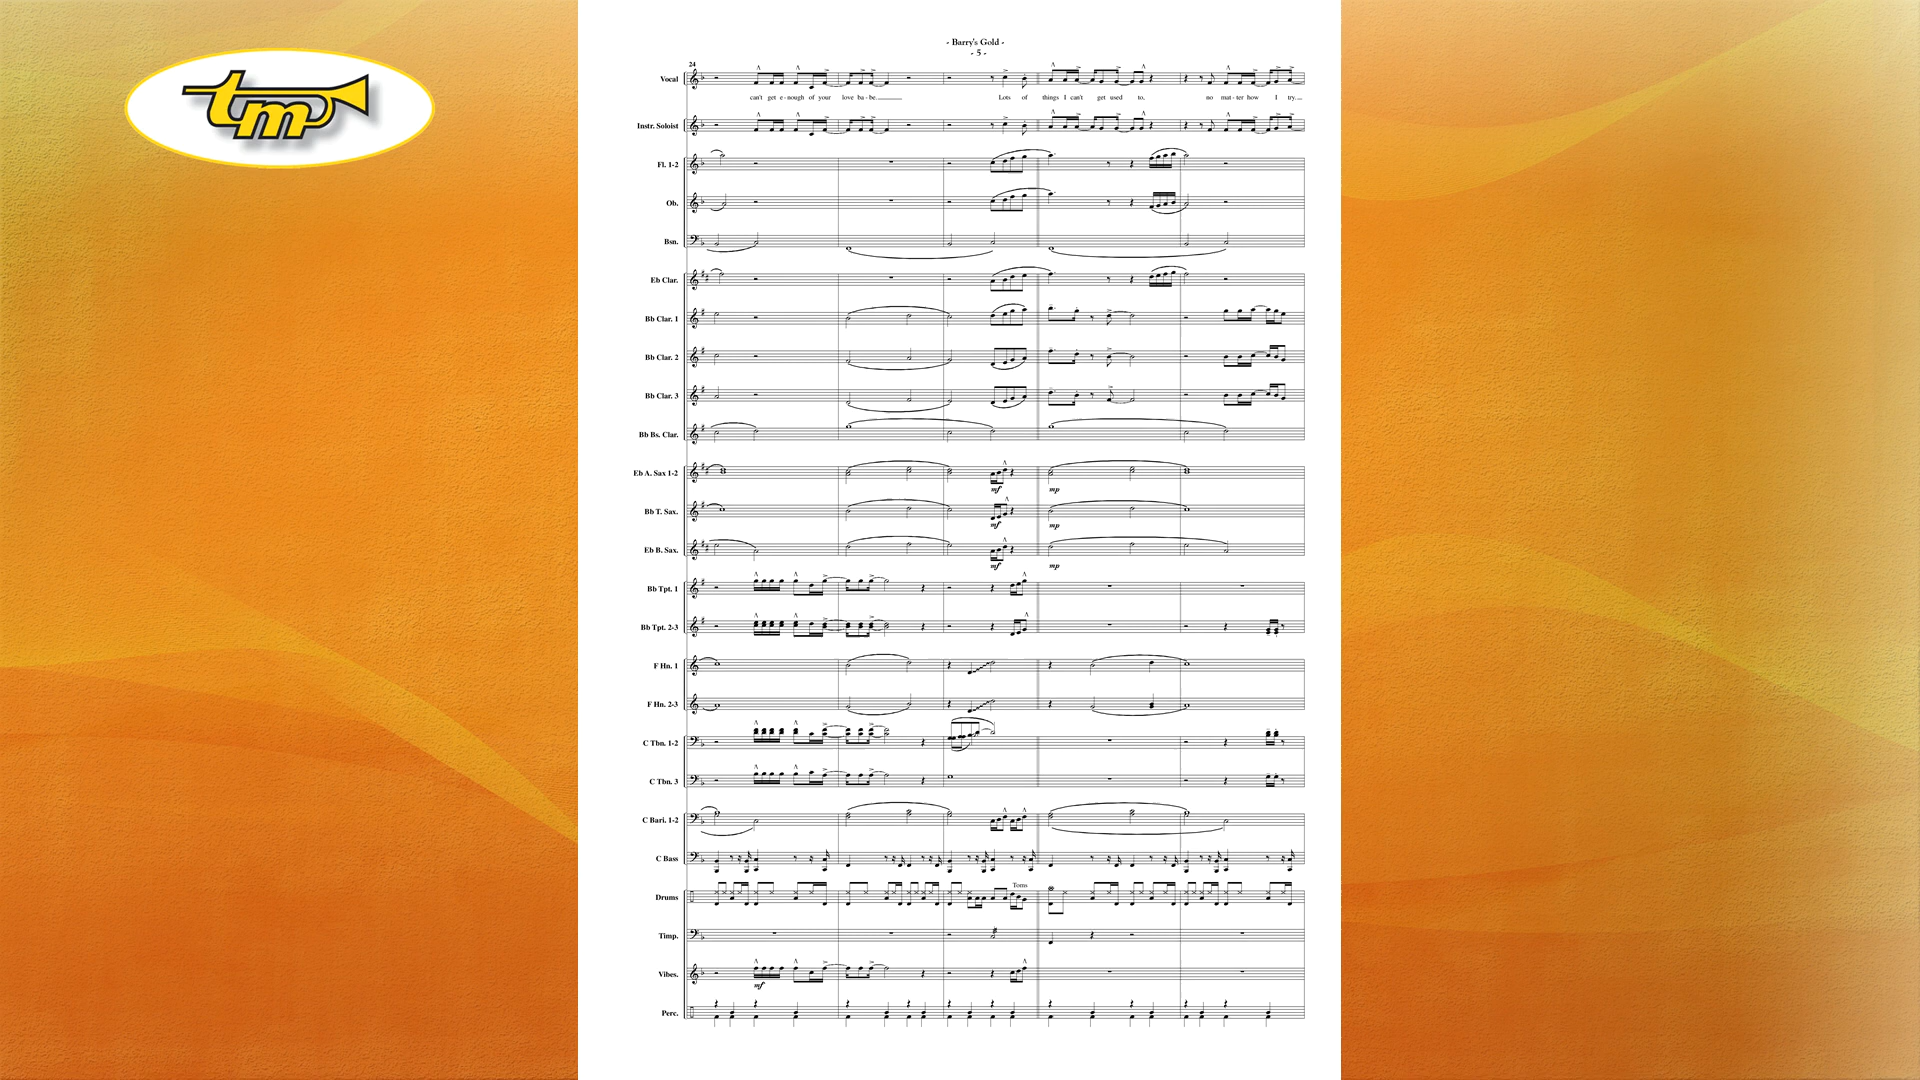 tm
- Barry's Gold -
- 5 -
24
Vocal
can't get e - nough of your love ba - be. Lots of things I can't get used to, no mat - ter how I try.
Instr. Soloist
Fl. 1-2
Ob.
Bsn.
Eb Clar.
Bb Clar. 1
Bb Clar. 2
Bb Clar. 3
Bb Bs. Clar.
Eb A. Sax 1-2
mf mp
Bb T. Sax.
mf mp
Eb B. Sax.
mf mp
Bb Tpt. 1
Bb Tpt. 2-3
F Hn. 1
F Hn. 2-3
C Tbn. 1-2
C Tbn. 3
C Bari. 1-2
C Bass
Toms
Drums
Timp.
Vibes.
mf
Perc.